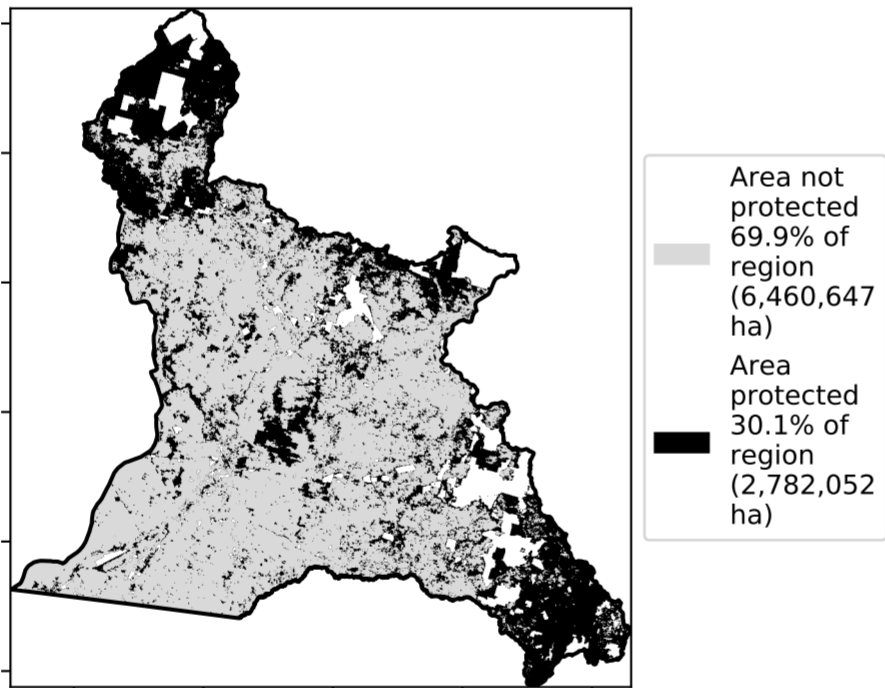 Area not
protected
69.9% of
region
(6,460,647
ha)
Area
protected
30.1% of
region
(2,782,052
ha)